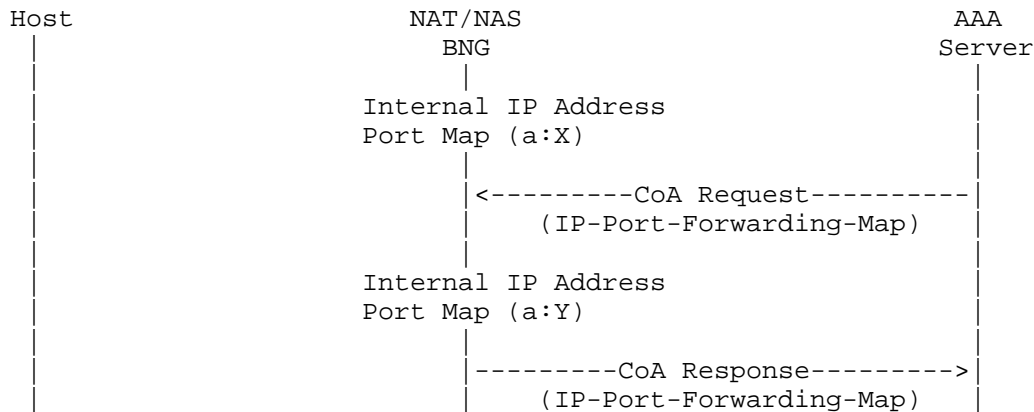 Host NAT/NAS AAA
BNG Server
Internal IP Address
Port Map (a:X)
<---------CoA Request----------
(IP-Port-Forwarding-Map)
Internal IP Address
Port Map (a:Y)
---------CoA Response--------->
(IP-Port-Forwarding-Map)